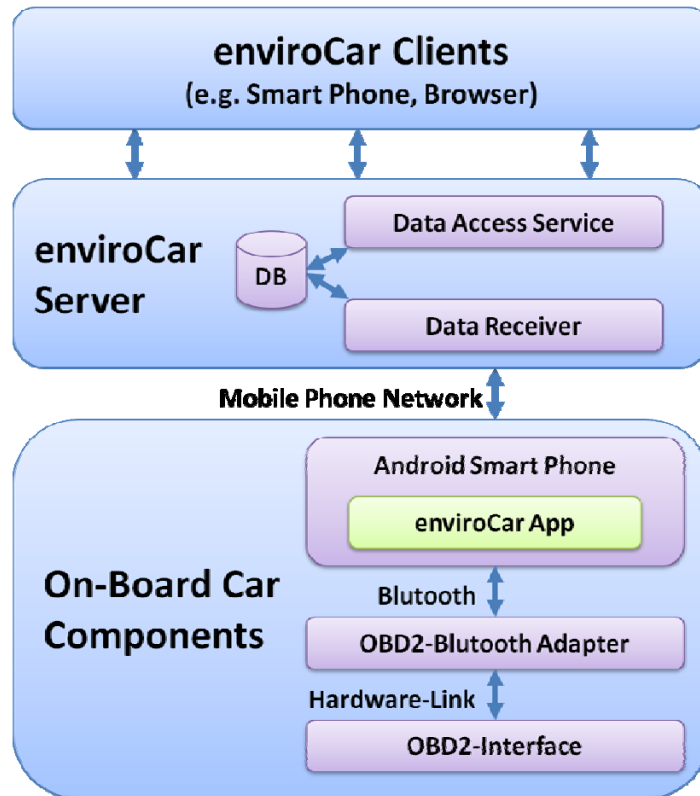 enviroCar Clients
(e.g. Smart Phone, Browser)
enviroCar
Server
DB
Data Access Service
Data Receiver
Mobile Phone Network
Android Smart Phone
enviroCar App
On-Board Car
Components
Blutooth
OBD2-Blutooth Adapter
Hardware-Link
OBD2-Interface